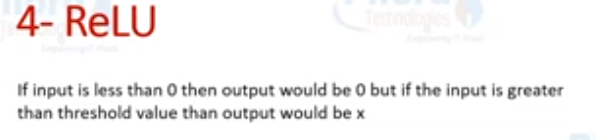 4- ReLU
Technologies
If input is less than 0 then output would be 0 but if the input is greater
than threshold value than output would be x